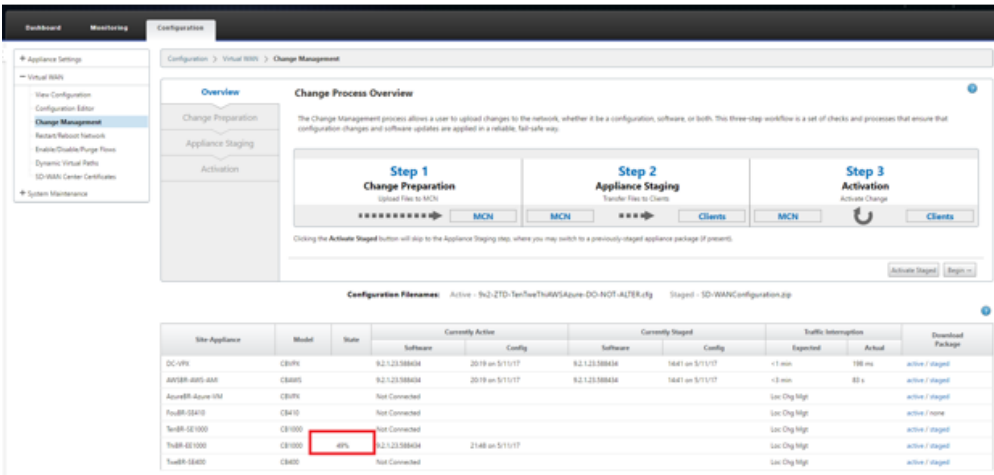 Dashboard Monitoring Configuration
+ Appliance Settings
− Virtual WAN
View Configuration
Configuration Editor
Change Management
Restart/Reboot Network
Enable/Disable/Purge Flows
Dynamic Virtual Paths
SD-WAN Center Certificates
+ System Maintenance
Configuration > Virtual WAN > Change Management
Overview
Change Preparation
Appliance Staging
Activation
Change Process Overview
The Change Management process allows a user to upload changes to the network, whether it be a configuration, software, or both. This three-step workflow is a set of checks and processes that ensure that
configuration changes and software updates are applied in a reliable, fail-safe way.
Step 1 Step 2 Step 3
Change Preparation Appliance Staging Activation
Upload Files to MCN Transfer Files to Clients Activate Change
MCN MCN Clients MCN Clients
Clicking the Activate Staged button will skip to the Appliance Staging step, where you may switch to a previously-staged appliance package (if present).
Activate Staged Begin
Configuration Filenames: Active - 9v2-ZTD-TenTweThiAWSAzure-DO-NOT-ALTER.cfg Staged - SD-WANConfiguration.zip
Site-Appliance Model State Currently Active Currently Staged Traffic Interruption Download Package
Software Config Software Config Expected Actual
DC-VPX CBVPX 9.2.1.23.588434 20:19 on 5/11/17 9.2.1.23.588434 14:41 on 5/11/17 <1 min 198 ms active / staged
AWSBR-AWS-AMI CBAWS 9.2.1.23.588434 20:19 on 5/11/17 9.2.1.23.588434 14:41 on 5/11/17 <3 min 83 s active / staged
AzureBR-Azure-VM CBVPX Not Connected Loc Chg Mgt active / staged
FouBR-SE410 CB410 Not Connected Loc Chg Mgt active / none
TenBR-SE1000 CB1000 Not Connected Loc Chg Mgt active / staged
ThiBR-EE1000 CB1000 49% 9.2.1.23.588434 21:48 on 5/11/17 Loc Chg Mgt active / staged
TweBR-SE400 CB400 Not Connected Loc Chg Mgt active / staged